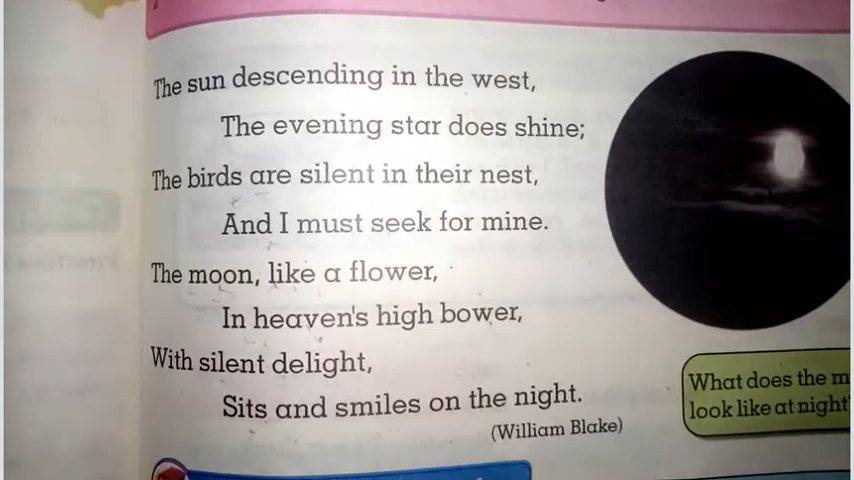 The sun descending in the west,
The evening star does shine;
The birds are silent in their nest,
And I must seek for mine.
The moon, like a flower,
In heaven's high bower,
With silent delight,
Sits and smiles on the night.
(William Blake)
What does the
look like at night